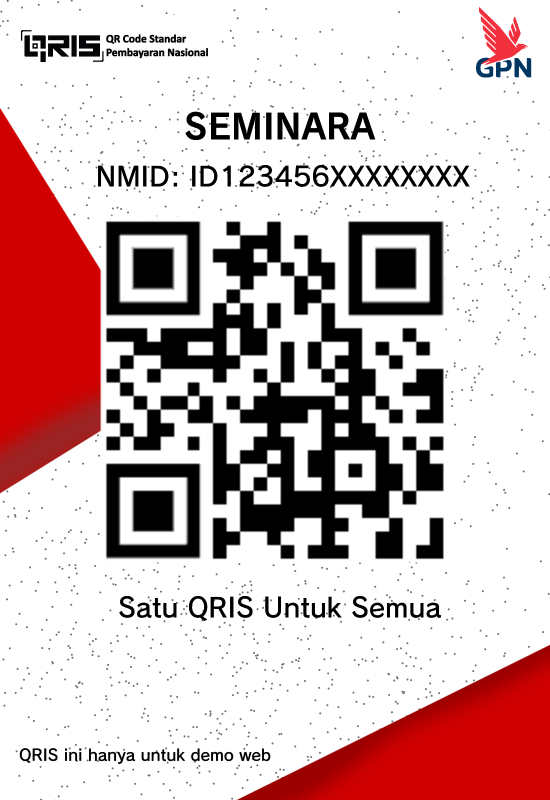 QRIS
QR Code Standar
Pembayaran Nasional
GPN
SEMINARA
NMID: ID123456XXXXXXXX
Satu QRIS Untuk Semua
QRIS ini hanya untuk demo web